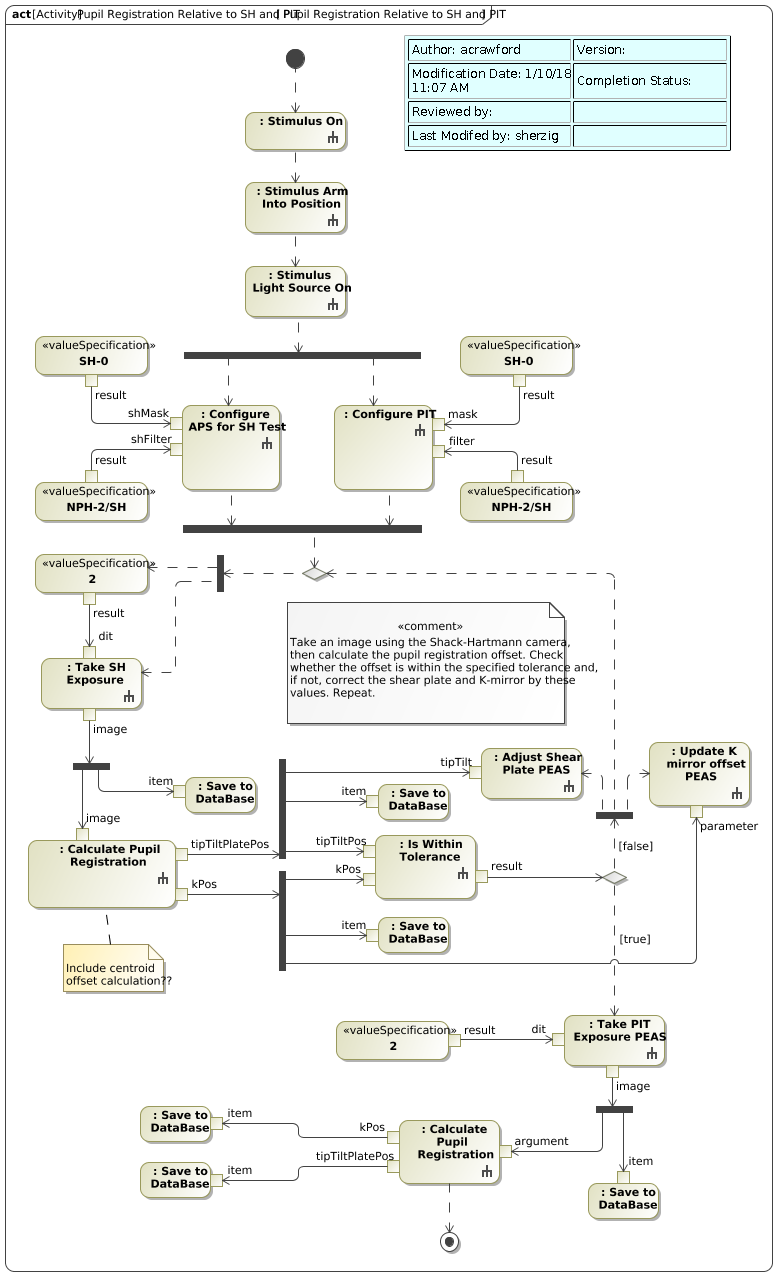 act [Activity] Pupil Registration Relative to SH and PIT [ Pupil Registration Relative to SH and PIT ]
Author: acrawford
Version:
Modification Date: 1/10/18
11:07 AM
Completion Status:
Reviewed by:
Last Modifed by: sherzig
: Stimulus On
: Stimulus Arm
Into Position
: Stimulus
Light Source On
«valueSpecification»
SH-0
result
«valueSpecification»
SH-0
result
shMask
: Configure
APS for SH Test
: Configure PIT
mask
shFilter
filter
result
result
«valueSpecification»
NPH-2/SH
«valueSpecification»
NPH-2/SH
«valueSpecification»
2
result
dit
: Take SH
Exposure
image
«comment»
Take an image using the Shack-Hartmann camera,
then calculate the pupil registration offset. Check
whether the offset is within the specified tolerance and,
if not, correct the shear plate and K-mirror by these
values. Repeat.
item
: Save to
DataBase
tipTilt
: Adjust Shear
Plate PEAS
: Update K
mirror offset
PEAS
parameter
item
: Save to
DataBase
image
: Calculate Pupil
Registration
tipTiltPlatePos
kPos
tipTiltPos
kPos
: Is Within
Tolerance
result
[false]
[true]
item
: Save to
DataBase
Include centroid
offset calculation??
«valueSpecification»
2
result
dit
: Take PIT
Exposure PEAS
image
: Save to
DataBase
item
kPos
: Calculate
Pupil
Registration
argument
: Save to
DataBase
item
tipTiltPlatePos
item
: Save to
DataBase